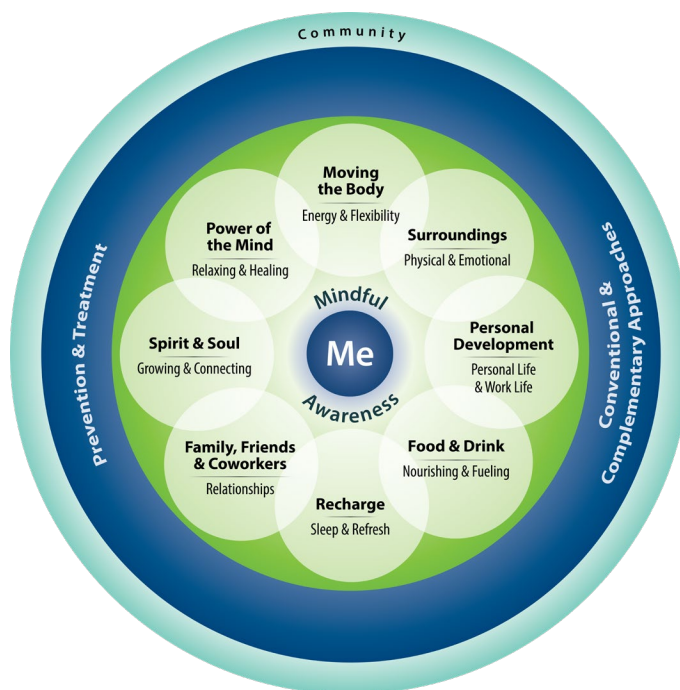 Community
Prevention & Treatment
Conventional &
Complementary Approaches
Moving
the Body
Energy & Flexibility
Surroundings
Physical & Emotional
Personal
Development
Personal Life
& Work Life
Food & Drink
Nourishing & Fueling
Recharge
Sleep & Refresh
Family, Friends
& Coworkers
Relationships
Spirit & Soul
Growing & Connecting
Power of
the Mind
Relaxing & Healing
Mindful
Me
Awareness